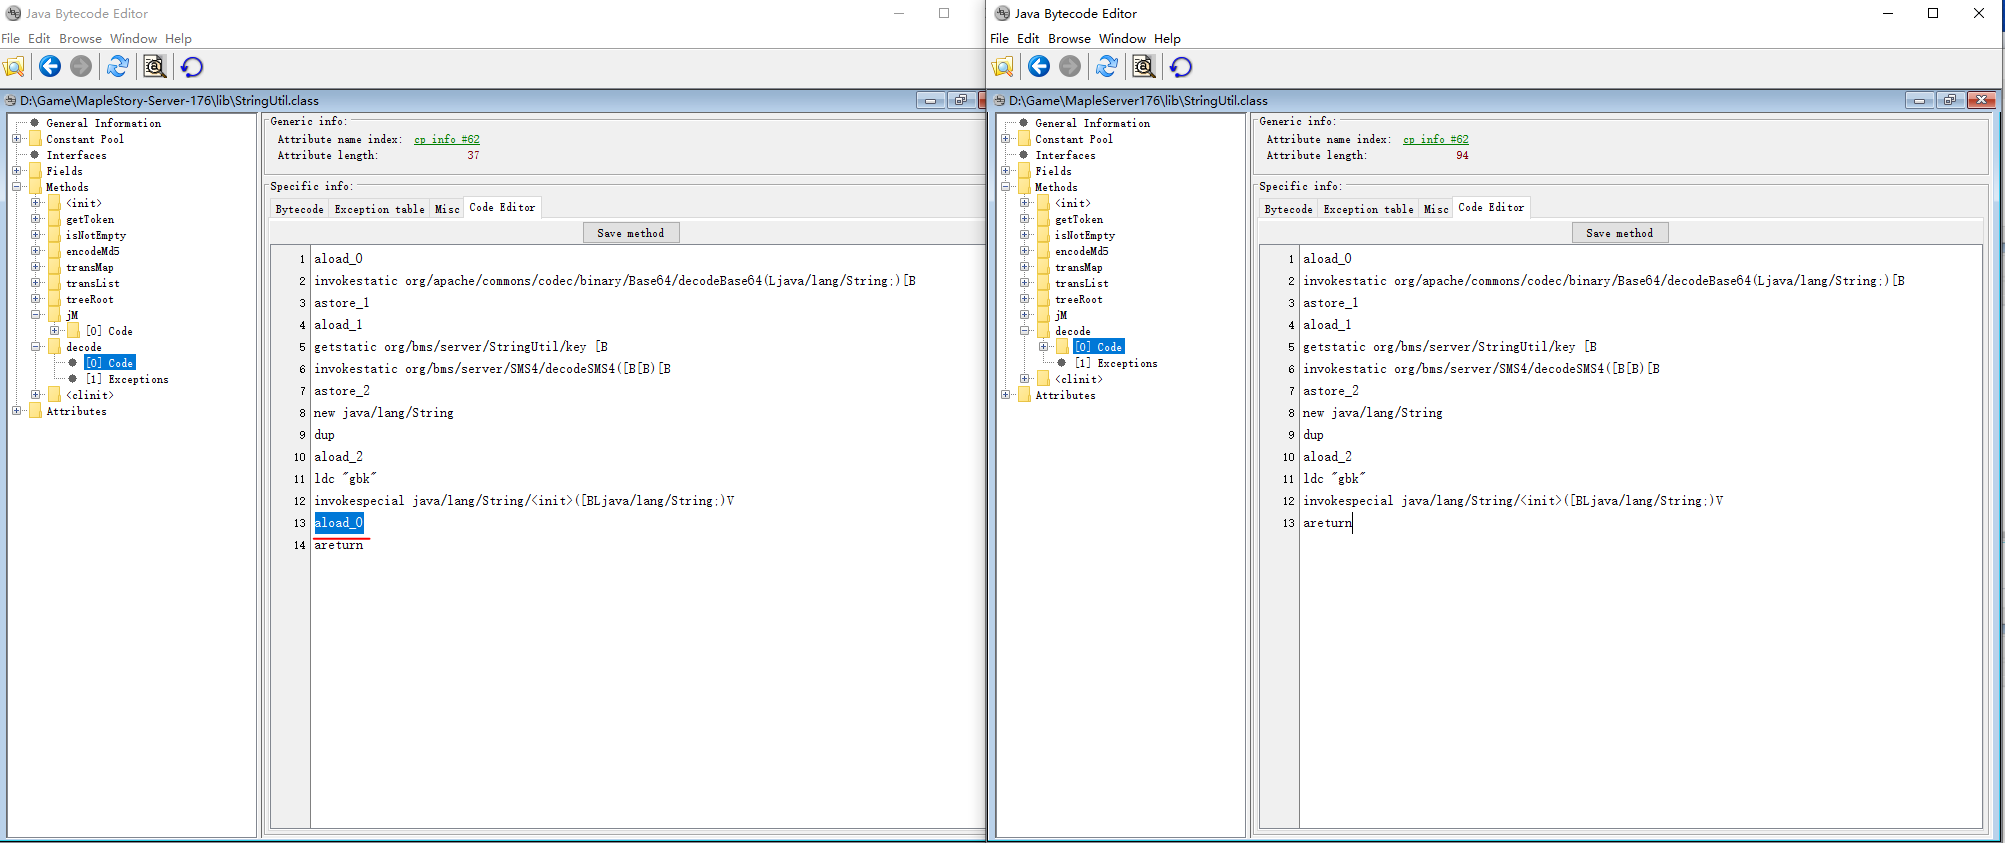 Java Bytecode Editor
File Edit Browse Window Help
D:\Game\MapleStory-Server-176\lib\StringUtil.class
General Information
Constant Pool
Interfaces
Fields
Methods
<init>
getToken
isNotEmpty
encodeMd5
transMap
transList
treeRoot
jM
[0] Code
decode
[0] Code
[1] Exceptions
<clinit>
Attributes
Generic info:
Attribute name index: cp info #62
Attribute length: 37
Specific info:
Bytecode Exception table Misc Code Editor
Save method
1 aload_0
2 invokestatic org/apache/commons/codec/binary/Base64/decodeBase64(Ljava/lang/String;)[B
3 astore_1
4 aload_1
5 getstatic org/bms/server/StringUtil/key [B
6 invokestatic org/bms/server/SMS4/decodeSMS4([B[B)[B
7 astore_2
8 new java/lang/String
9 dup
10 aload_2
11 ldc "gbk"
12 invokespecial java/lang/String/<init>([BLjava/lang/String;)V
13 aload_0
14 areturn
Java Bytecode Editor
File Edit Browse Window Help
D:\Game\MapleServer176\lib\StringUtil.class
General Information
Constant Pool
Interfaces
Fields
Methods
<init>
getToken
isNotEmpty
encodeMd5
transMap
transList
treeRoot
jM
decode
[0] Code
[1] Exceptions
<clinit>
Attributes
Generic info:
Attribute name index: cp info #62
Attribute length: 94
Specific info:
Bytecode Exception table Misc Code Editor
Save method
1 aload_0
2 invokestatic org/apache/commons/codec/binary/Base64/decodeBase64(Ljava/lang/String;)[B
3 astore_1
4 aload_1
5 getstatic org/bms/server/StringUtil/key [B
6 invokestatic org/bms/server/SMS4/decodeSMS4([B[B)[B
7 astore_2
8 new java/lang/String
9 dup
10 aload_2
11 ldc "gbk"
12 invokespecial java/lang/String/<init>([BLjava/lang/String;)V
13 areturn